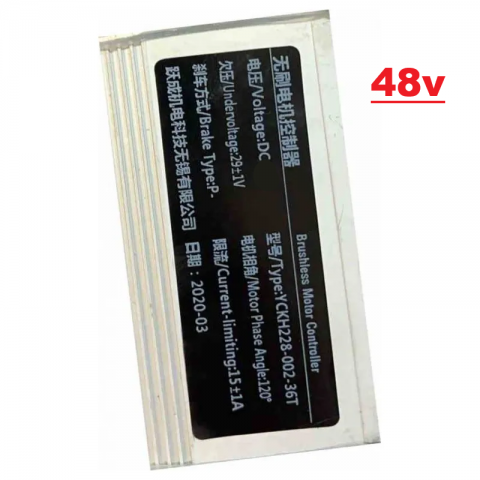 48v
无刷电机控制器
Brushless Motor Controller
电压/Voltage:DC
型号/Type:YCKH228-002-36T
欠压/Undervoltage:29±1V
电机相角/Motor Phase Angle:120°
刹车方式/Brake Type:P-
限流/Current-limiting:15±1A
跃成机电科技无锡有限公司
日期：2020-03